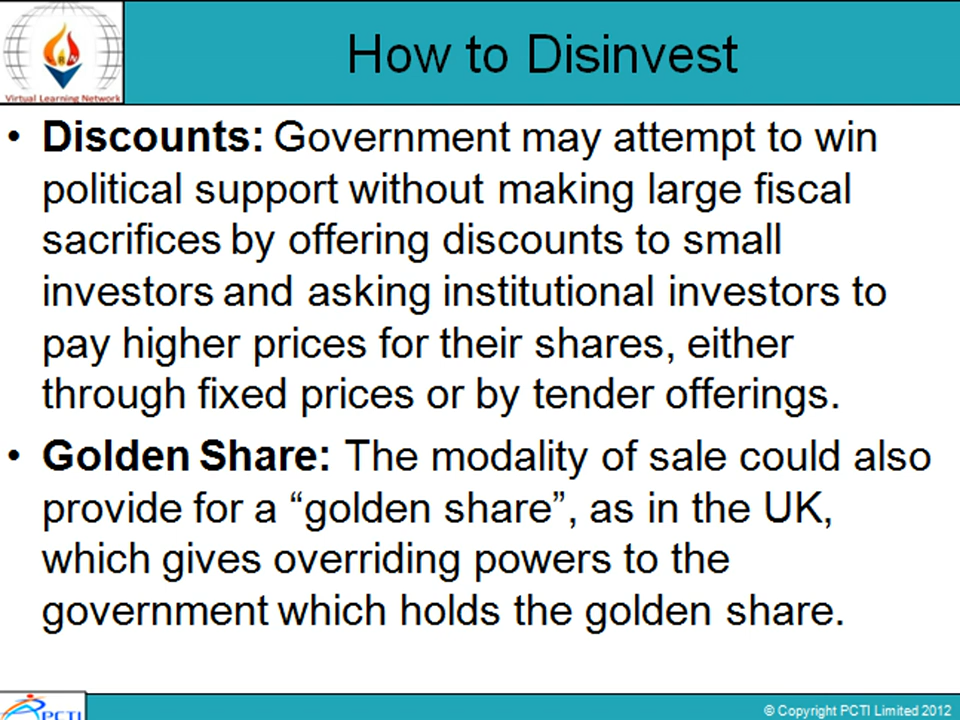 How to Disinvest
Virtual Learning Network
• Discounts: Government may attempt to win
political support without making large fiscal
sacrifices by offering discounts to small
investors and asking institutional investors to
pay higher prices for their shares, either
through fixed prices or by tender offerings.
• Golden Share: The modality of sale could also
provide for a “golden share”, as in the UK,
which gives overriding powers to the
government which holds the golden share.
PCTI
© Copyright PCTI Limited 2012